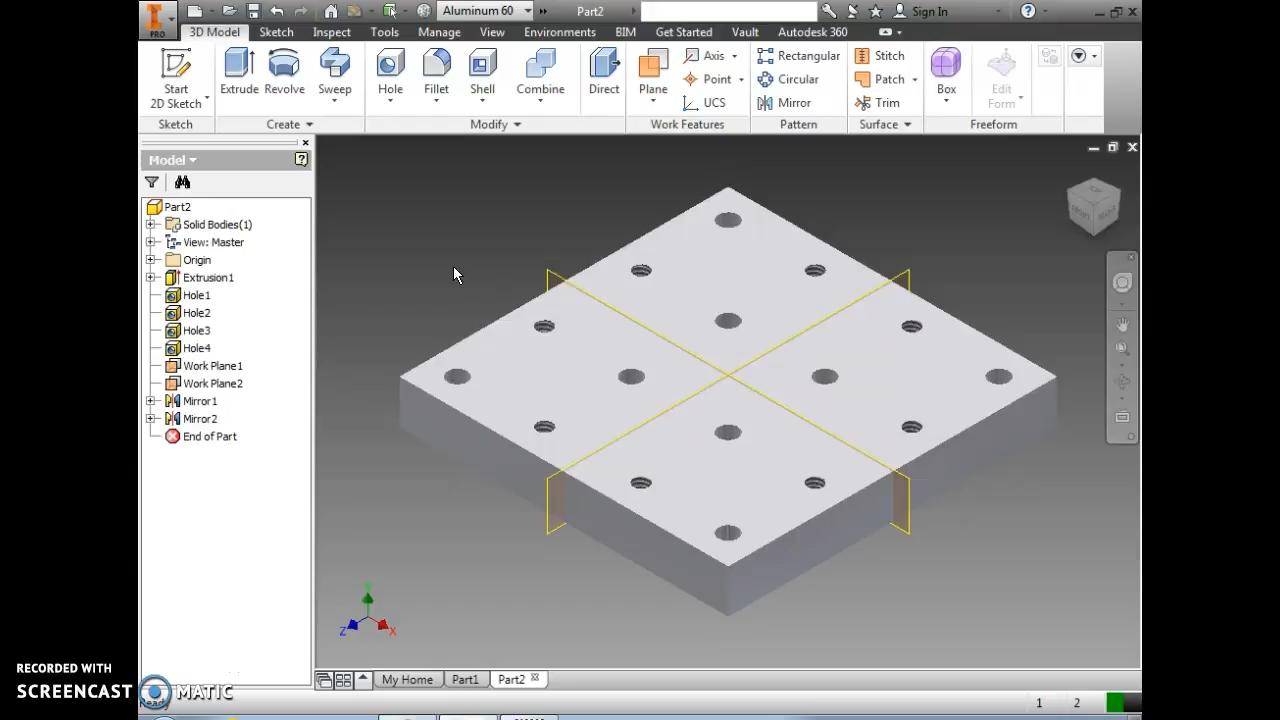 PRO
Aluminum 60
Part2
Sign In
3D Model Sketch Inspect Tools Manage View Environments BIM Get Started Vault Autodesk 360
Start
2D Sketch
Extrude Revolve Sweep
Hole Fillet Shell Combine Direct
Plane
Axis
Point
UCS
Rectangular
Circular
Mirror
Stitch
Patch
Trim
Box
Edit
Form
Sketch Create Modify Work Features Pattern Surface Freeform
Model
Part2
Solid Bodies(1)
View: Master
Origin
Extrusion1
Hole1
Hole2
Hole3
Hole4
Work Plane1
Work Plane2
Mirror1
Mirror2
End of Part
Z X
My Home Part1 Part2
RECORDED WITH
SCREENCAST MATIC
Ready
1 2